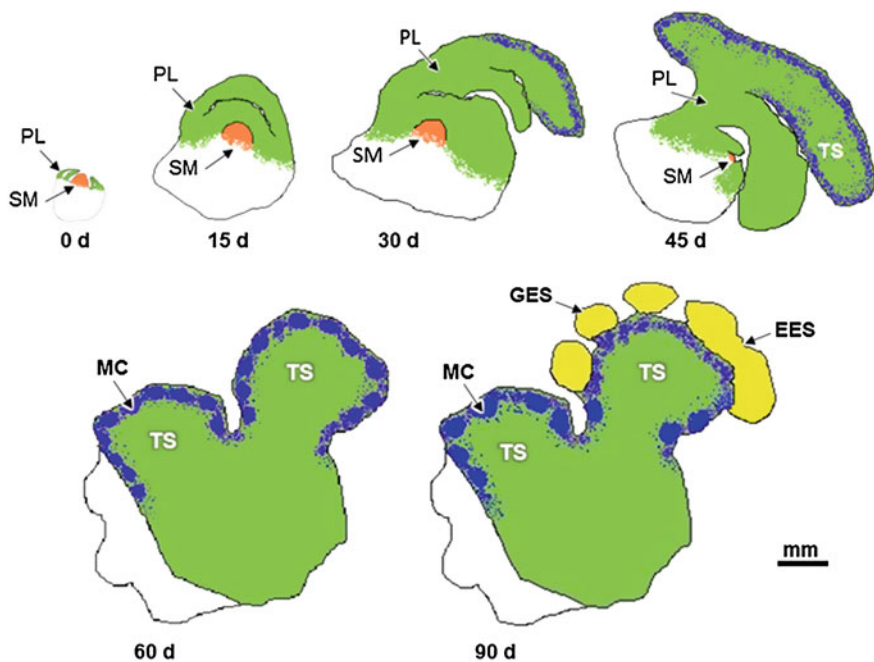 PL
SM
0 d
PL
SM
15 d
PL
SM
30 d
PL
SM
TS
45 d
MC
TS
TS
60 d
GES
EES
MC
TS
TS
90 d
mm